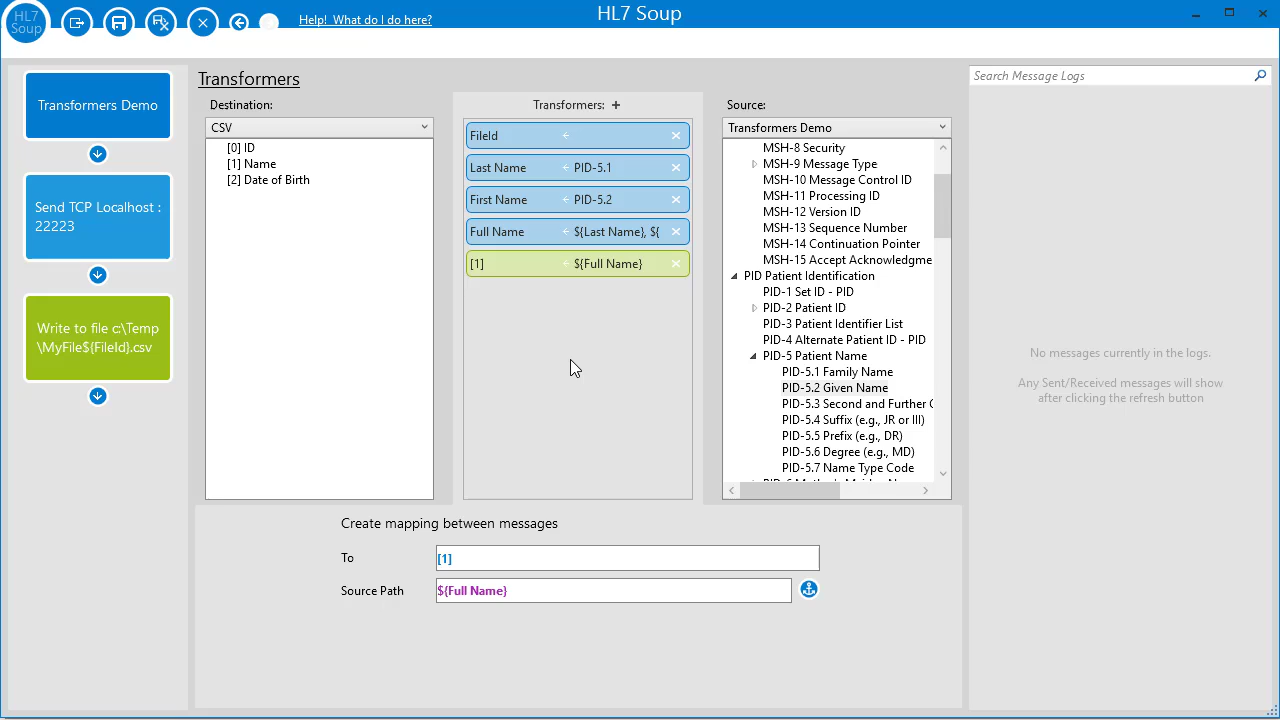 HL7
Soup
Help! What do I do here?
HL7 Soup
Transformers Demo
Send TCP Localhost :
22223
Write to file c:\Temp
\MyFile${FileId}.csv
Transformers
Destination:
CSV
[0] ID
[1] Name
[2] Date of Birth
Transformers: +
FileId
Last Name PID-5.1
First Name PID-5.2
Full Name ${Last Name}, ${
[1] ${Full Name}
Source:
Transformers Demo
MSH-8 Security
MSH-9 Message Type
MSH-10 Message Control ID
MSH-11 Processing ID
MSH-12 Version ID
MSH-13 Sequence Number
MSH-14 Continuation Pointer
MSH-15 Accept Acknowledgme
PID Patient Identification
PID-1 Set ID - PID
PID-2 Patient ID
PID-3 Patient Identifier List
PID-4 Alternate Patient ID - PID
PID-5 Patient Name
PID-5.1 Family Name
PID-5.2 Given Name
PID-5.3 Second and Further
PID-5.4 Suffix (e.g., JR or III)
PID-5.5 Prefix (e.g., DR)
PID-5.6 Degree (e.g., MD)
PID-5.7 Name Type Code
Create mapping between messages
To [1]
Source Path ${Full Name}
Search Message Logs
No messages currently in the logs.
Any Sent/Received messages will show
after clicking the refresh button